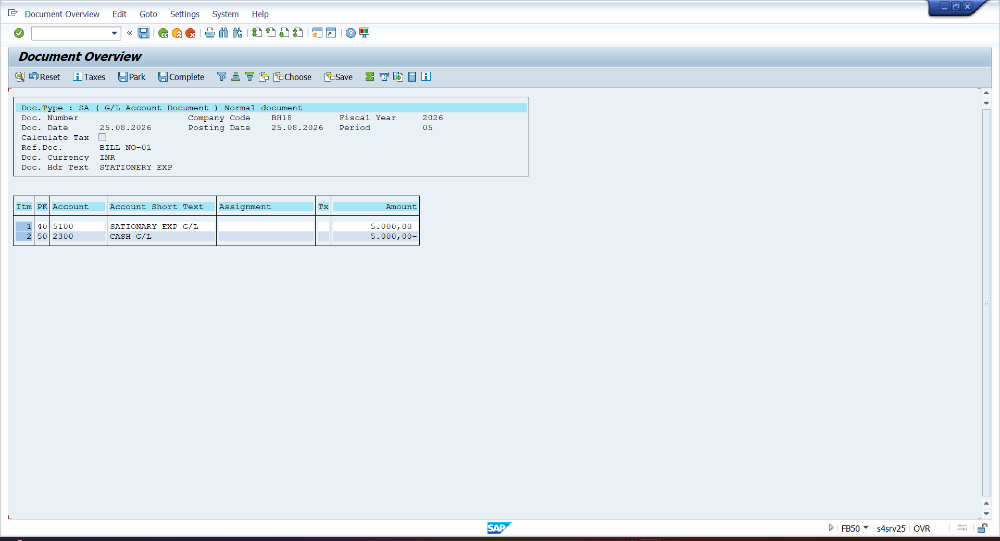 Document Overview Edit Goto Settings System Help
Document Overview
Reset Taxes Park Complete Choose Save
Doc.Type : SA ( G/L Account Document ) Normal document
Doc. Number Company Code BH18 Fiscal Year 2026
Doc. Date 25.08.2026 Posting Date 25.08.2026 Period 05
Calculate Tax
Ref.Doc. BILL NO-01
Doc. Currency INR
Doc. Hdr Text STATIONERY EXP
Itm PK Account Account Short Text Assignment Tx Amount
1 40 5100 SATIONARY EXP G/L 5.000,00
2 50 2300 CASH G/L 5.000,00-
SAP FB50 s4srv25 OVR